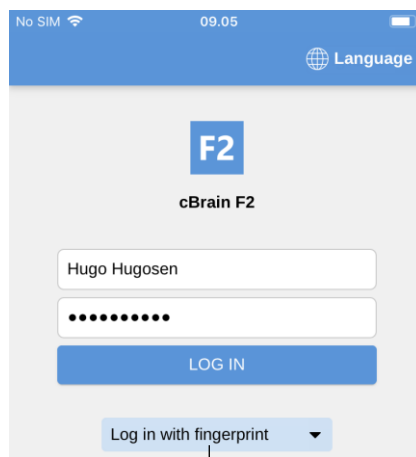 No SIM 09.05
Language
F2
cBrain F2
Hugo Hugosen
●●●●●●●●●●
LOG IN
Log in with fingerprint